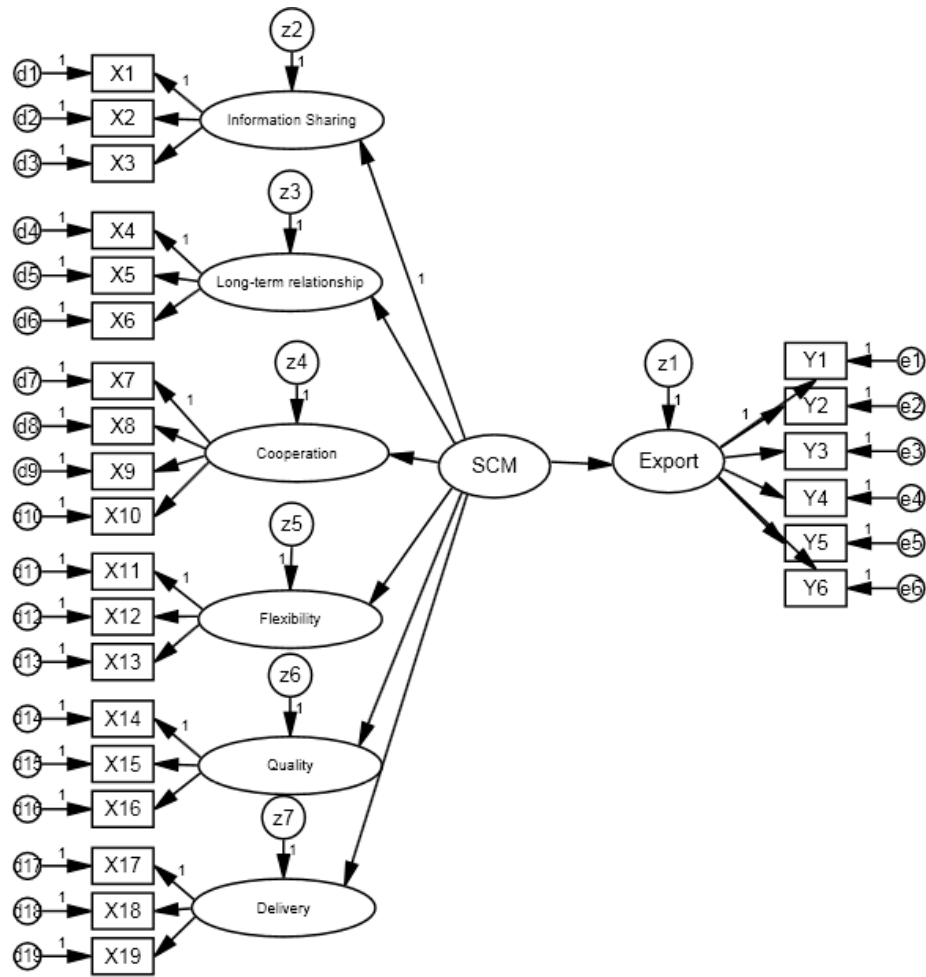 z2
1
d1 1 X1 1
d2 1 X2
d3 1 X3
Information Sharing
z3
1
d4 1 X4 1
d5 1 X5
d6 1 X6
Long-term relationship
1
z4
1
d7 1 X7 1
d8 1 X8
d9 1 X9
d10 1 X10
Cooperation
z5
1
d11 1 X11 1
d12 1 X12
d13 1 X13
Flexibility
z6
1
d14 1 X14 1
d15 1 X15
d16 1 X16
Quality
z7
1
d17 1 X17 1
d18 1 X18
d19 1 X19
Delivery
SCM
z1
1
Export
1
Y1 1 e1
Y2 1 e2
Y3 1 e3
Y4 1 e4
Y5 1 e5
Y6 1 e6